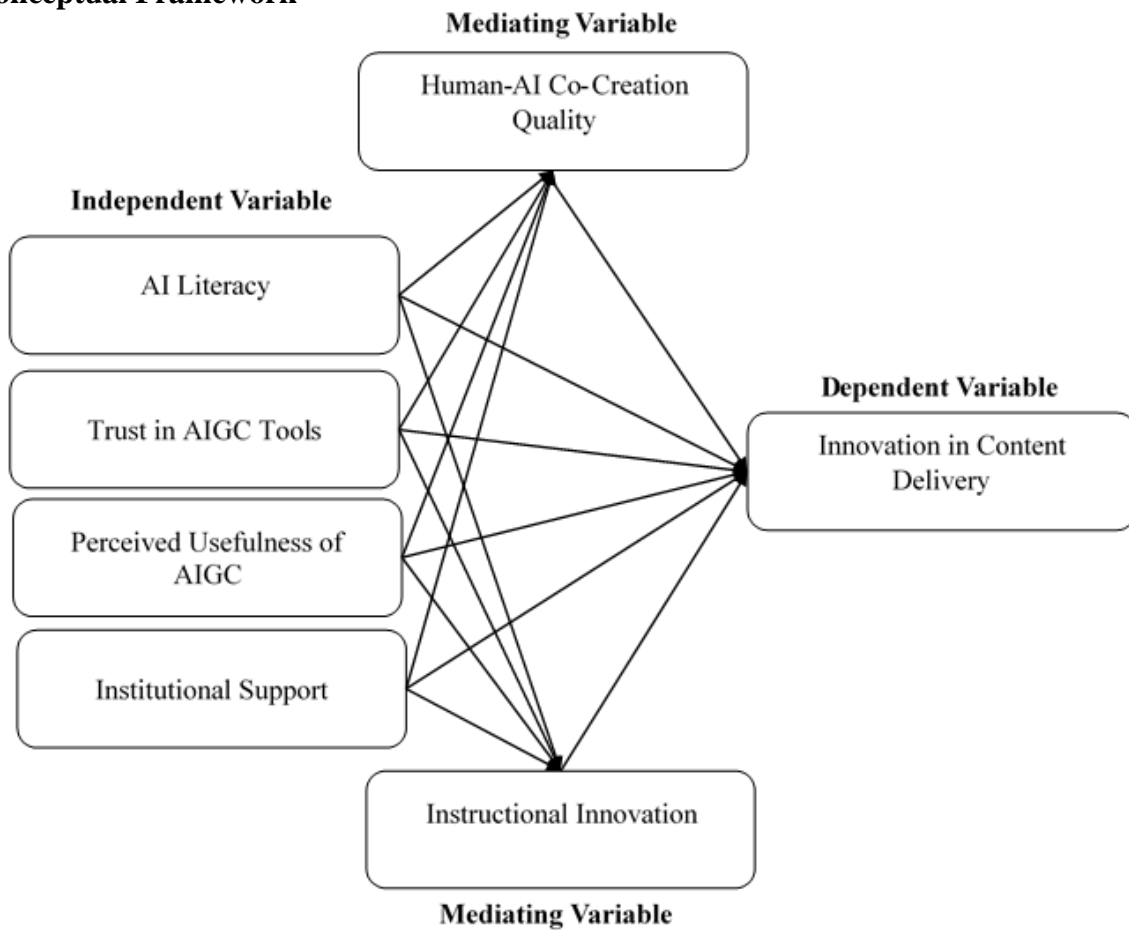 onceptual Framework
Mediating Variable
Human-AI Co-Creation
Quality
Independent Variable
AI Literacy
Trust in AIGC Tools
Perceived Usefulness of
AIGC
Institutional Support
Dependent Variable
Innovation in Content
Delivery
Instructional Innovation
Mediating Variable